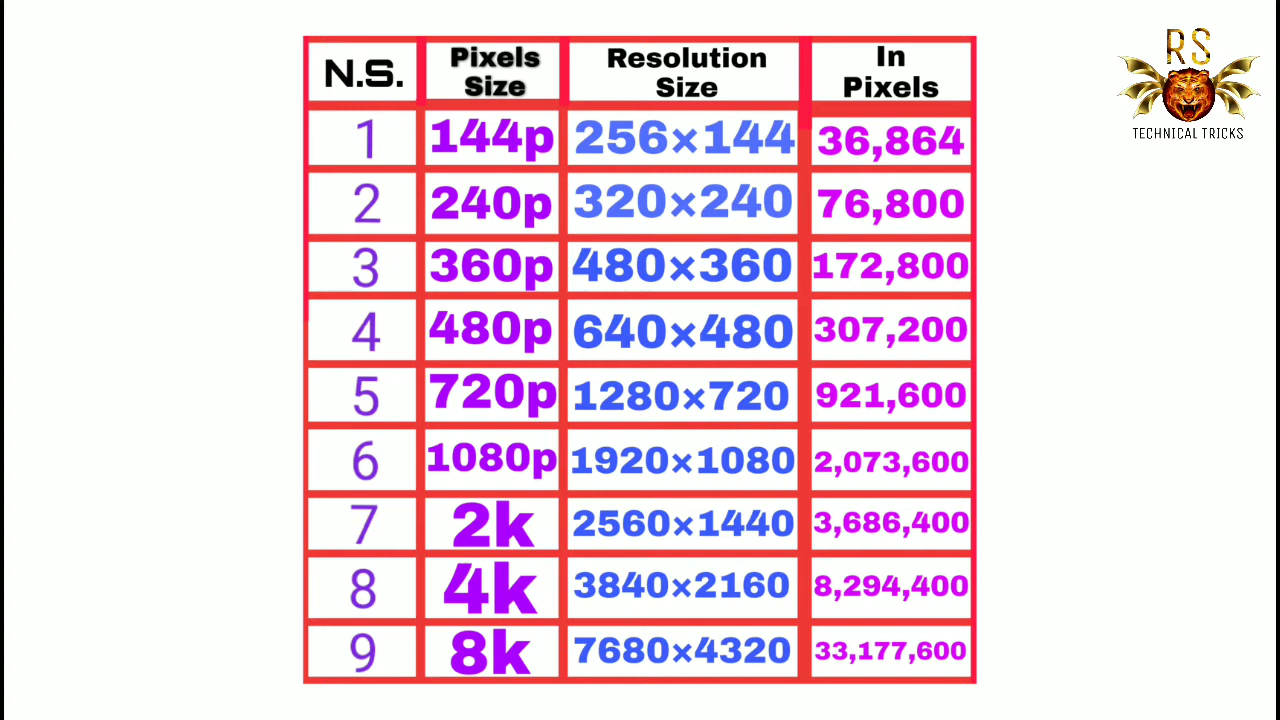 N.S. Pixels Size Resolution Size In Pixels
1 144p 256×144 36,864
2 240p 320×240 76,800
3 360p 480×360 172,800
4 480p 640×480 307,200
5 720p 1280×720 921,600
6 1080p 1920×1080 2,073,600
7 2k 2560×1440 3,686,400
8 4k 3840×2160 8,294,400
9 8k 7680×4320 33,177,600
RS
TECHNICAL TRICKS